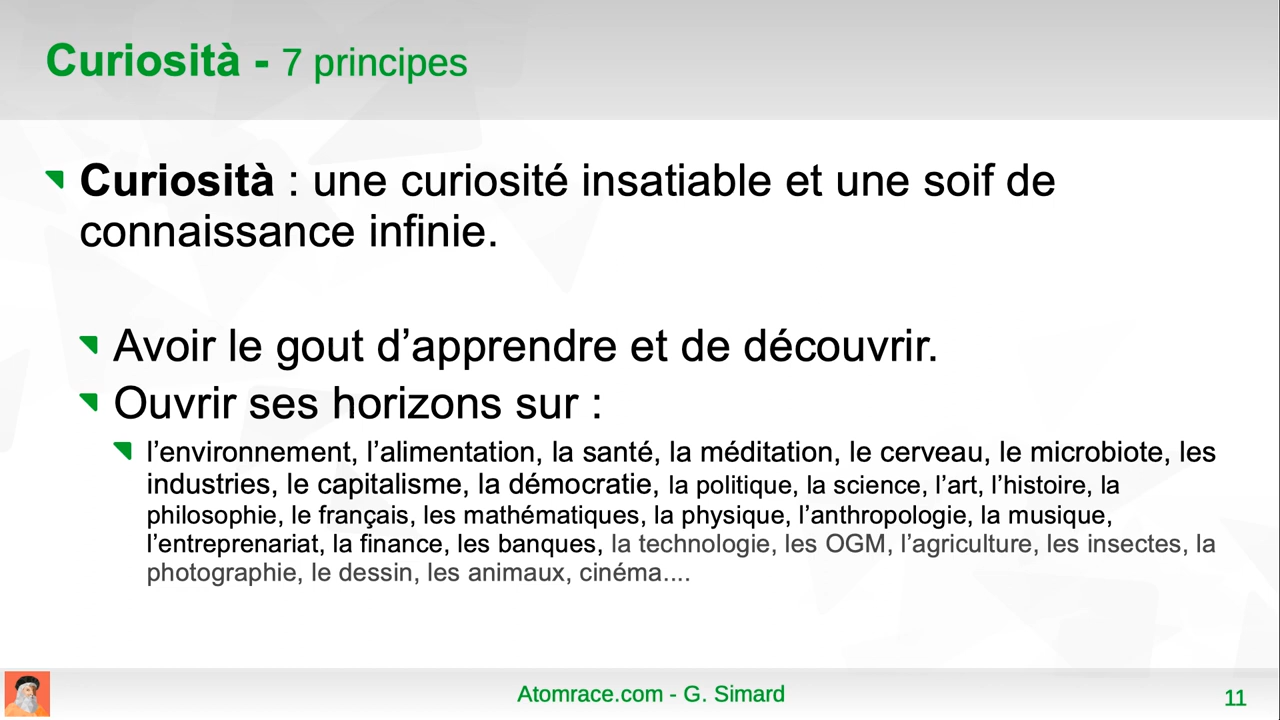 Curiosità - 7 principes
Curiosità : une curiosité insatiable et une soif de
connaissance infinie.
Avoir le gout d’apprendre et de découvrir.
Ouvrir ses horizons sur :
l’environnement, l’alimentation, la santé, la méditation, le cerveau, le microbiote, les
industries, le capitalisme, la démocratie, la politique, la science, l’art, l’histoire, la
philosophie, le français, les mathématiques, la physique, l’anthropologie, la musique,
l’entreprenariat, la finance, les banques, la technologie, les OGM, l’agriculture, les insectes, la
photographie, le dessin, les animaux, cinéma....
Atomrace.com - G. Simard
11